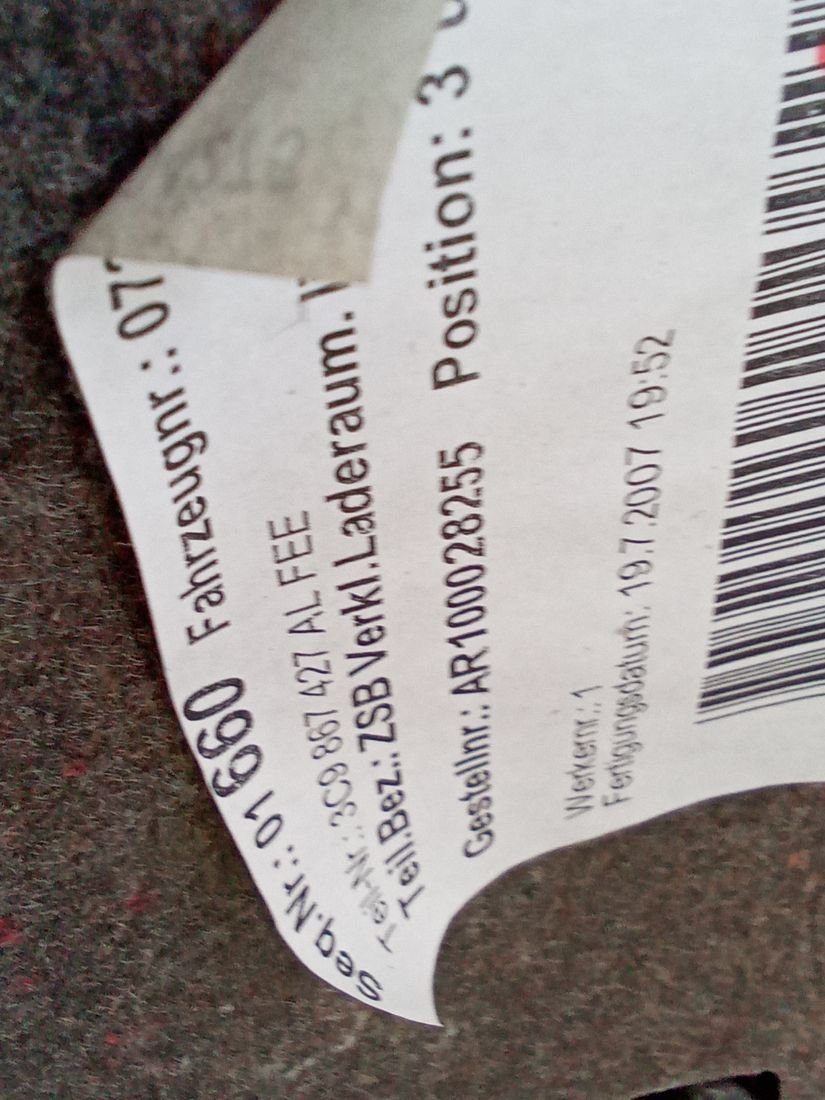 Seq.Nr.: 01 660 Fahrzeugnr.: 07
Teil-Nr.: 3C9 867 427 AL FEE
Teil.Bez.: ZSB Verkl.Laderaum.
Gestellnr.: AR100028255 Position: 3
Werkernr.: 1
Fertigungsdatum: 19.7.2007 19:52